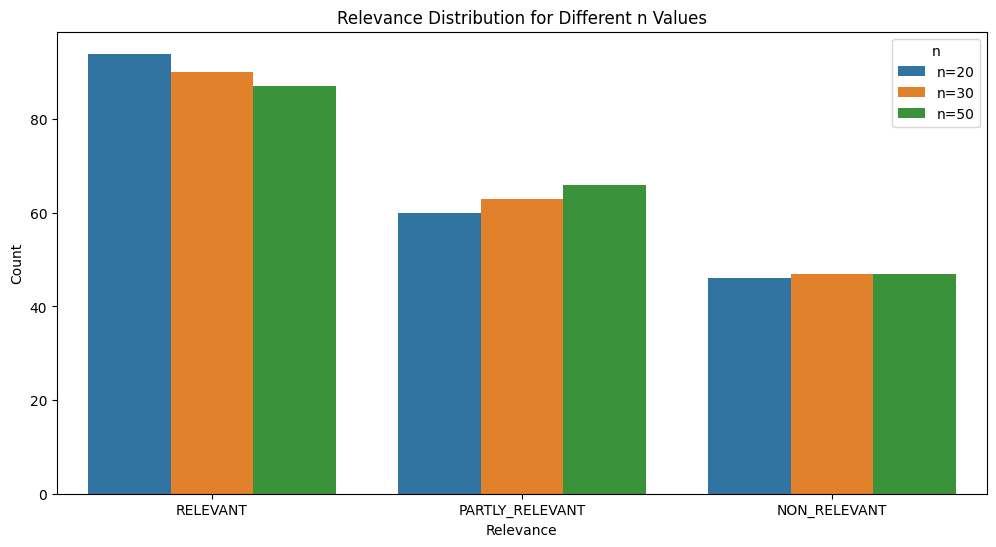 Relevance Distribution for Different n Values
n
n=20
n=30
n=50
Count
80
60
40
20
0
RELEVANT
PARTLY_RELEVANT
NON_RELEVANT
Relevance